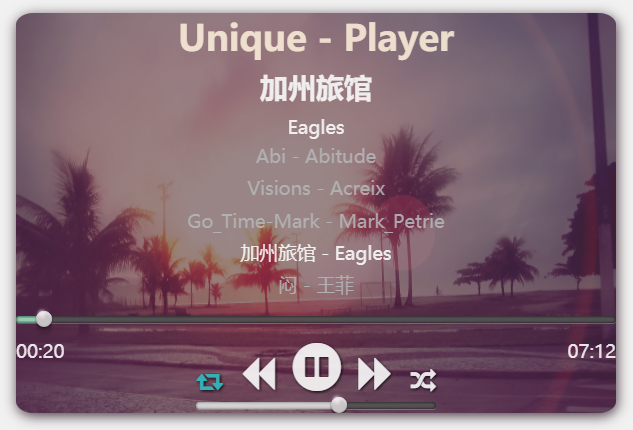 Unique - Player
加州旅馆
Eagles
Abi - Abitude
Visions - Acreix
Go_Time-Mark - Mark_Petrie
加州旅馆 - Eagles
闷 - 王菲
00:20 07:12